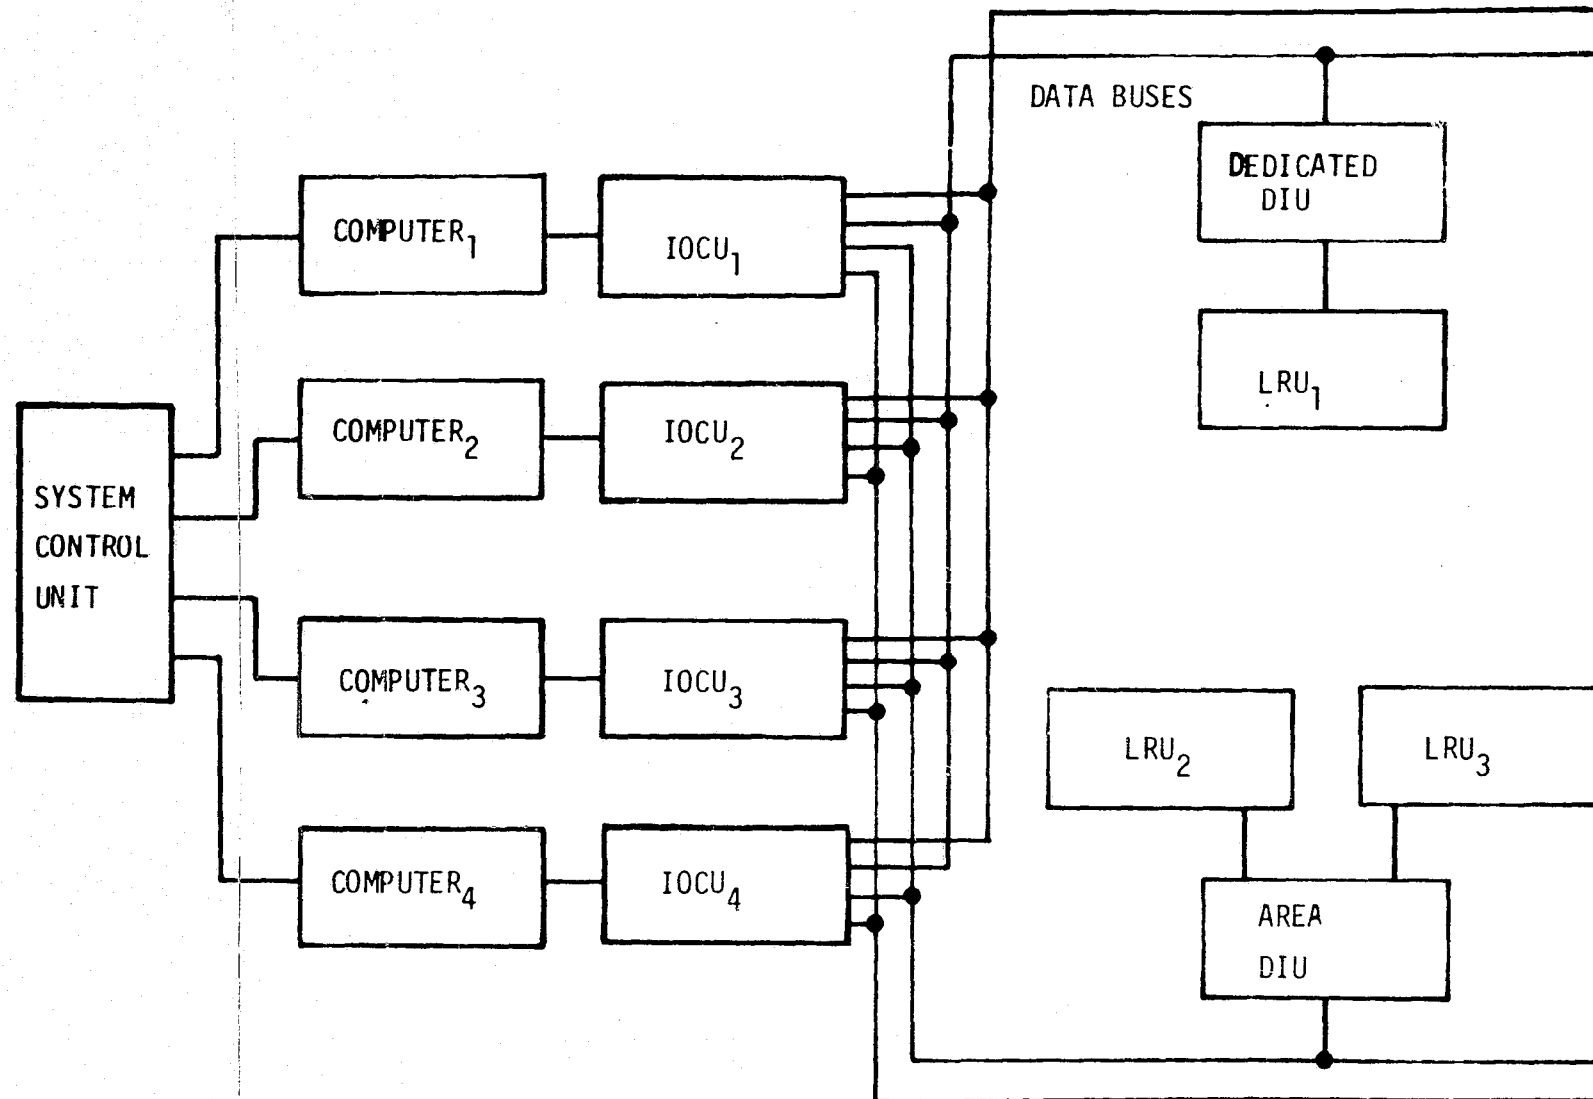 DATA BUSES
DEDICATED
DIU
COMPUTER1
IOCU1
LRU1
COMPUTER2
IOCU2
SYSTEM
CONTROL
UNIT
COMPUTER3
IOCU3
LRU2
LRU3
COMPUTER4
IOCU4
AREA
DIU